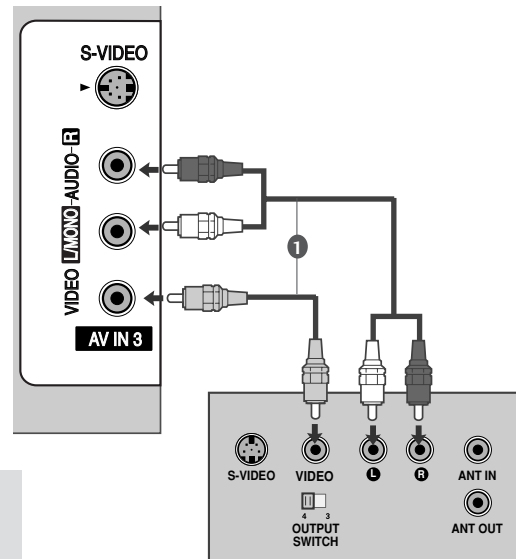 S-VIDEO
VIDEO L/MONO-AUDIO-R
AV IN 3
1
S-VIDEO VIDEO L R ANT IN
4 3
OUTPUT
SWITCH
ANT OUT